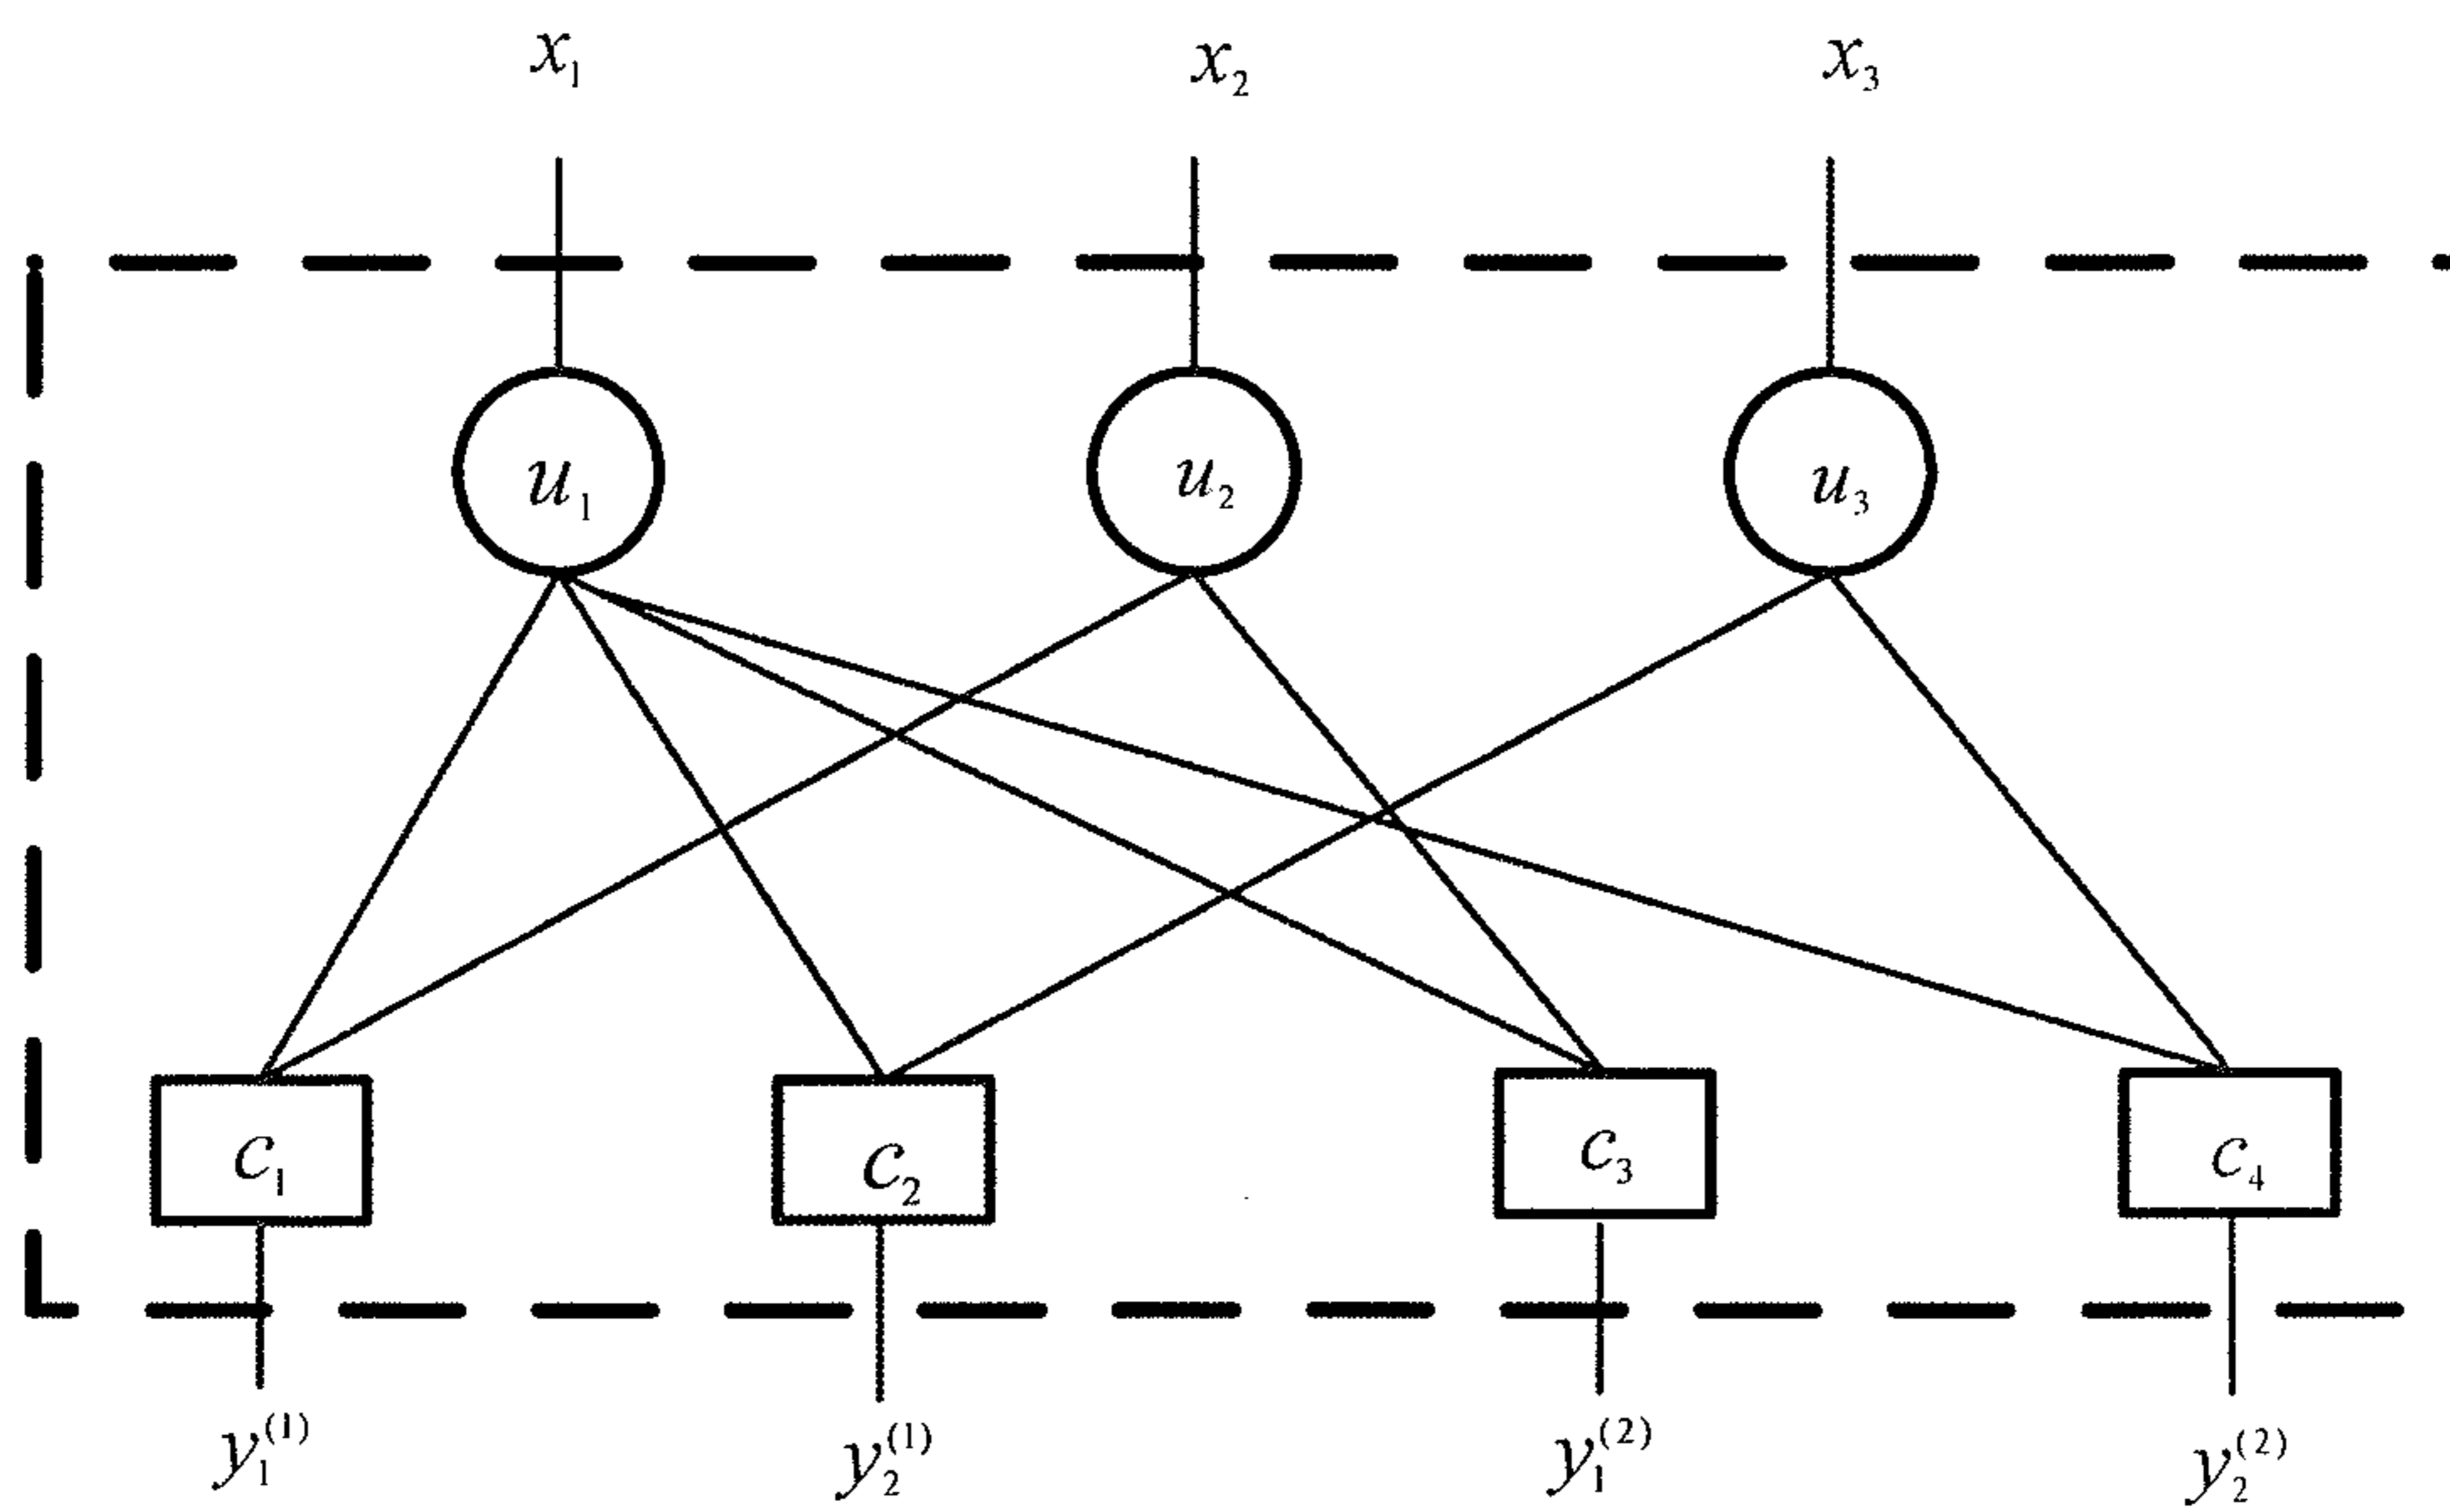 x₁ x₂ x₃
u₁ u₂ u₃
c₁ c₂ c₃ c₄
y₁⁽¹⁾ y₂⁽¹⁾ y₁⁽²⁾ y₂⁽²⁾